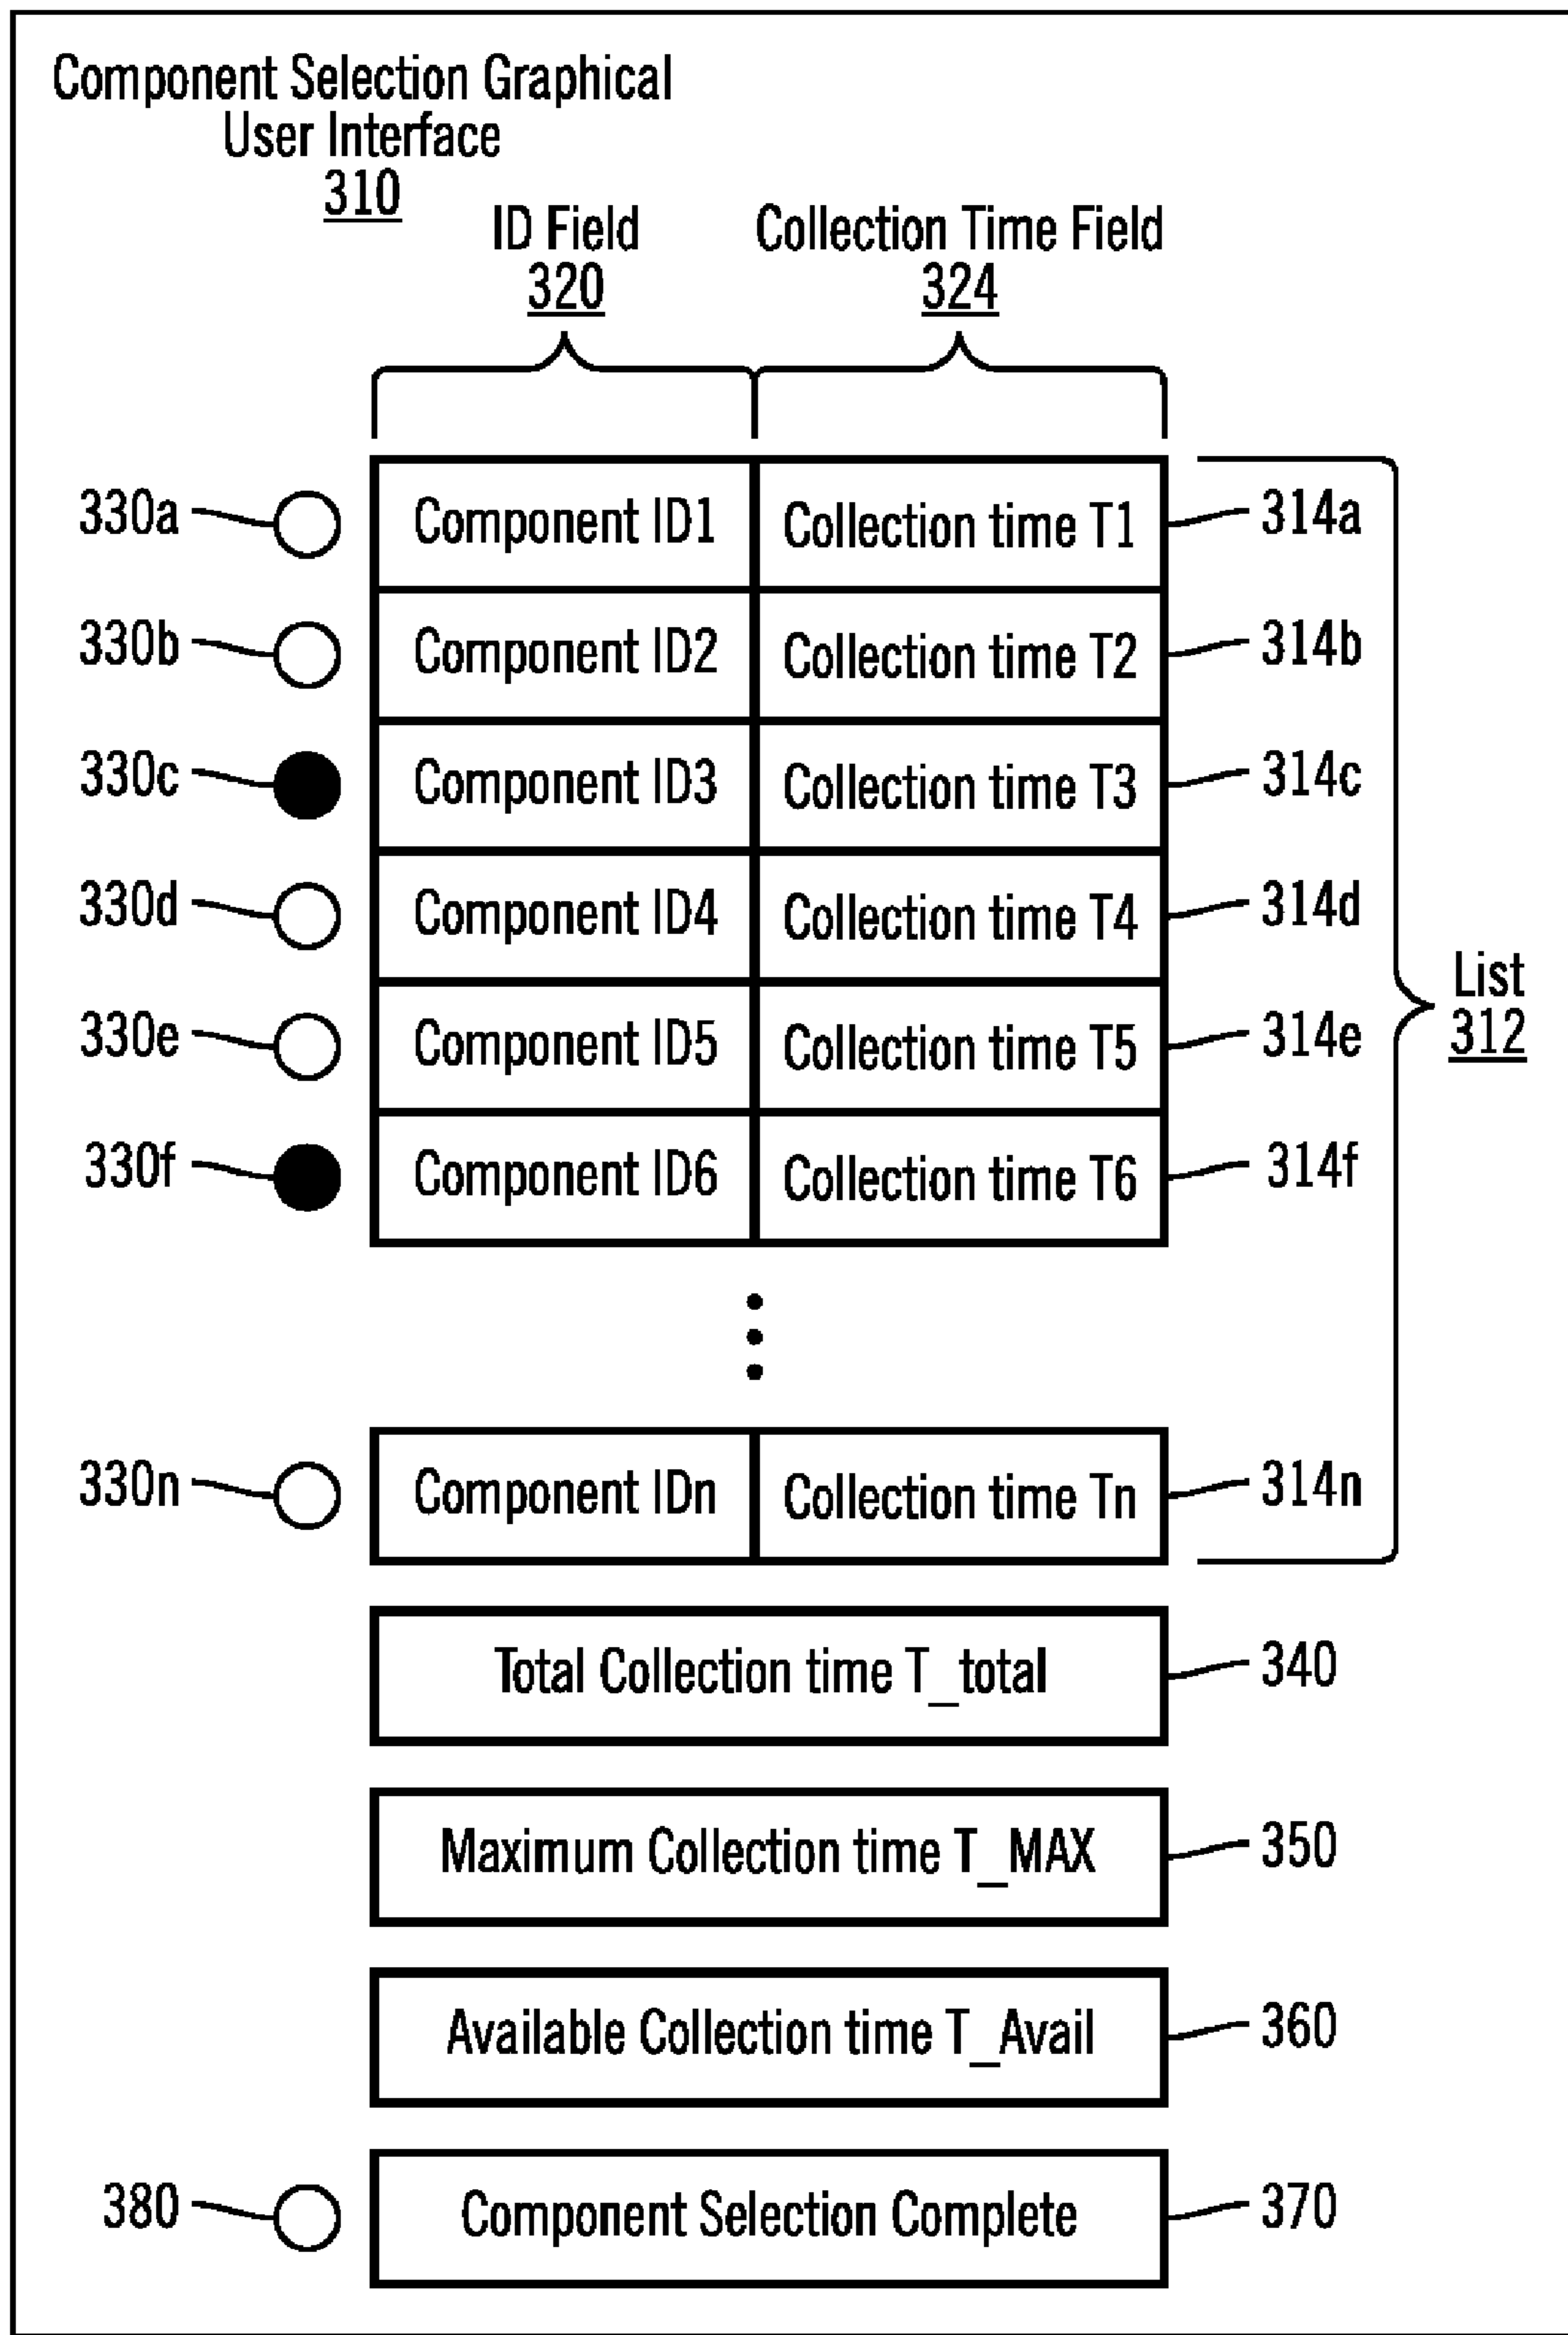 Component Selection Graphical
User Interface
310
ID Field
320
Collection Time Field
324
330a Component ID1 Collection time T1 314a
330b Component ID2 Collection time T2 314b
330c Component ID3 Collection time T3 314c
330d Component ID4 Collection time T4 314d
330e Component ID5 Collection time T5 314e
330f Component ID6 Collection time T6 314f
List
312
330n Component IDn Collection time Tn 314n
Total Collection time T_total 340
Maximum Collection time T_MAX 350
Available Collection time T_Avail 360
380 Component Selection Complete 370